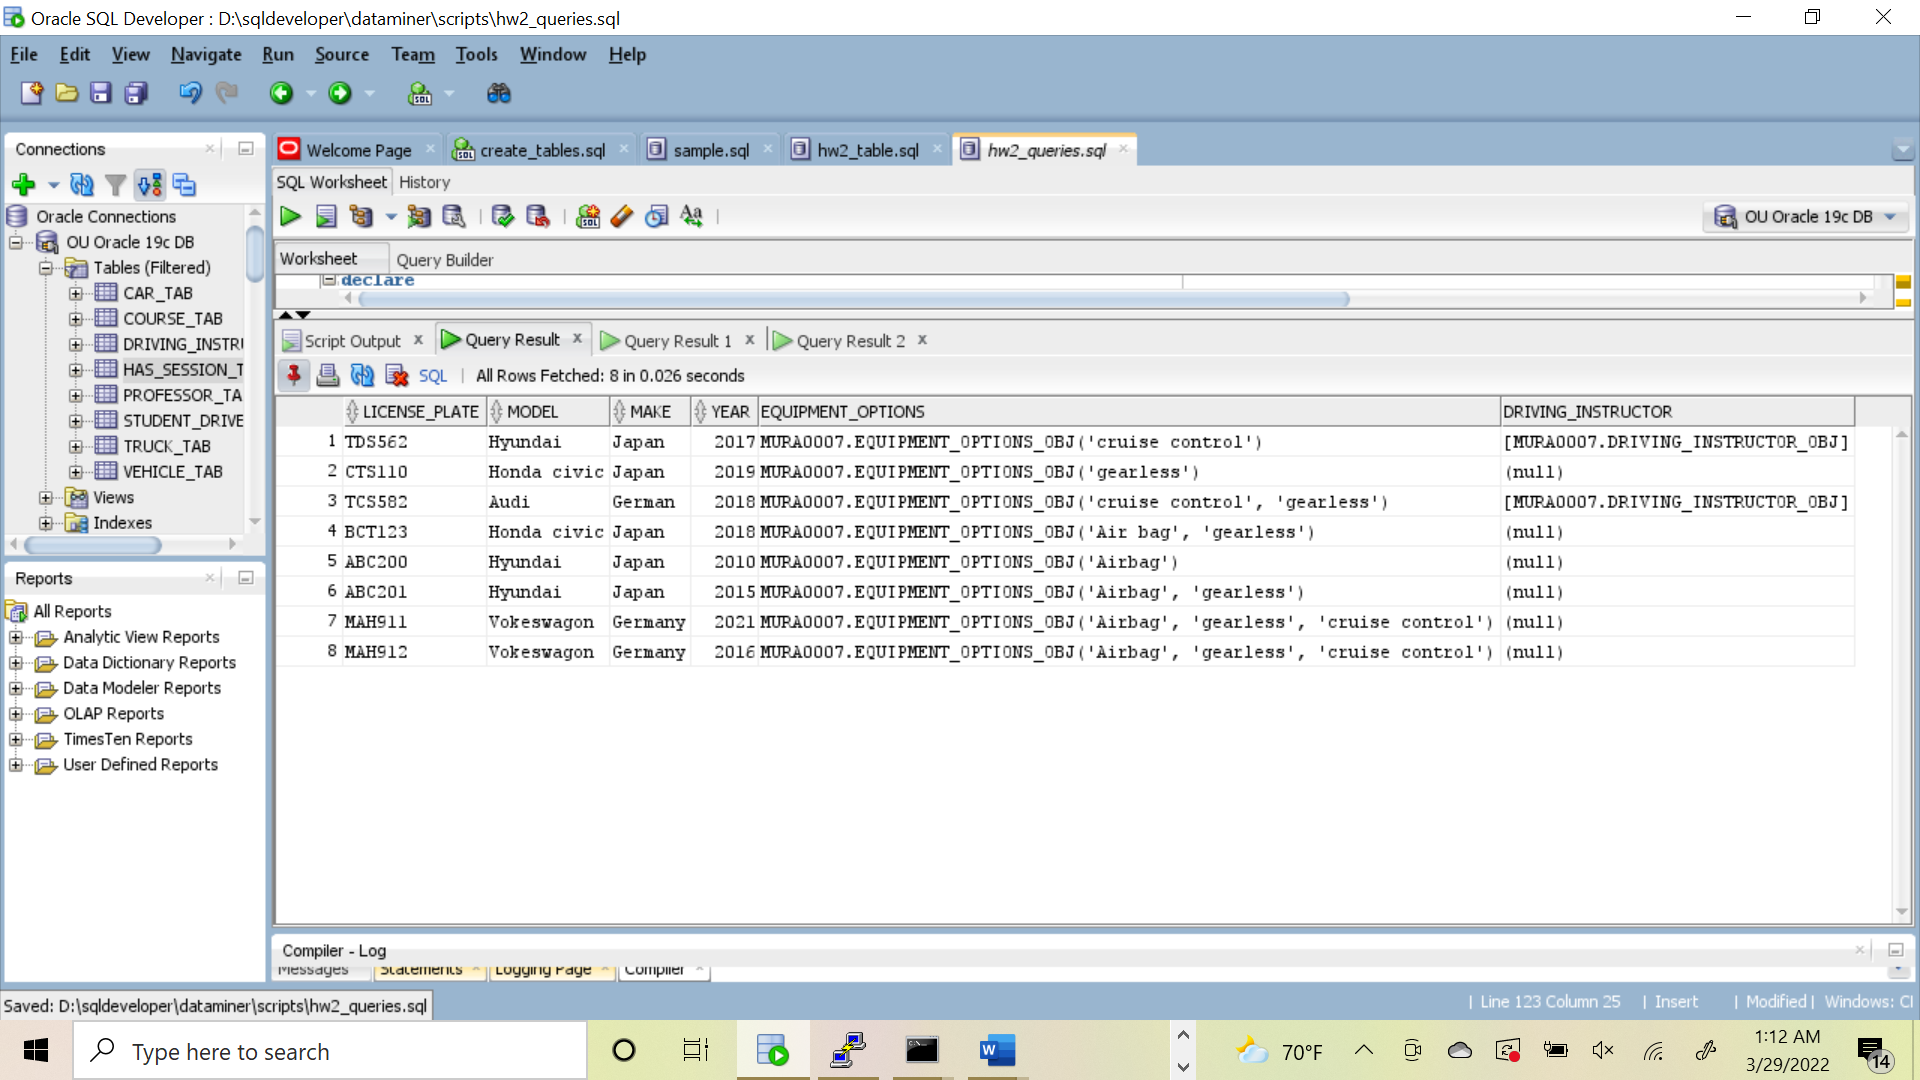 Oracle SQL Developer : D:\sqldeveloper\dataminer\scripts\hw2_queries.sql
File Edit View Navigate Run Source Team Tools Window Help
SQL
Connections
Welcome Page create_tables.sql sample.sql hw2_table.sql hw2_queries.sql
SQL Worksheet History
Oracle Connections
OU Oracle 19c DB
Tables (Filtered)
CAR_TAB
COURSE_TAB
DRIVING_INSTRU
HAS_SESSION_T
PROFESSOR_TA
STUDENT_DRIVE
TRUCK_TAB
VEHICLE_TAB
Views
Indexes
SQL Aa OU Oracle 19c DB
Worksheet Query Builder
declare
Script Output Query Result Query Result 1 Query Result 2
SQL | All Rows Fetched: 8 in 0.026 seconds
LICENSE_PLATE MODEL MAKE YEAR EQUIPMENT_OPTIONS DRIVING_INSTRUCTOR
1 TDS562 Hyundai Japan 2017 MURA0007.EQUIPMENT_OPTIONS_OBJ('cruise control') [MURA0007.DRIVING_INSTRUCTOR_OBJ]
2 CTS110 Honda civic Japan 2019 MURA0007.EQUIPMENT_OPTIONS_OBJ('gearless') (null)
3 TCS582 Audi German 2018 MURA0007.EQUIPMENT_OPTIONS_OBJ('cruise control', 'gearless') [MURA0007.DRIVING_INSTRUCTOR_OBJ]
4 BCT123 Honda civic Japan 2018 MURA0007.EQUIPMENT_OPTIONS_OBJ('Air bag', 'gearless') (null)
5 ABC200 Hyundai Japan 2010 MURA0007.EQUIPMENT_OPTIONS_OBJ('Airbag') (null)
6 ABC201 Hyundai Japan 2015 MURA0007.EQUIPMENT_OPTIONS_OBJ('Airbag', 'gearless') (null)
7 MAH911 Vokeswagon Germany 2021 MURA0007.EQUIPMENT_OPTIONS_OBJ('Airbag', 'gearless', 'cruise control') (null)
8 MAH912 Vokeswagon Germany 2016 MURA0007.EQUIPMENT_OPTIONS_OBJ('Airbag', 'gearless', 'cruise control') (null)
Reports
All Reports
Analytic View Reports
Data Dictionary Reports
Data Modeler Reports
OLAP Reports
TimesTen Reports
User Defined Reports
Compiler - Log
Messages Statements Logging Page Compiler
Saved: D:\sqldeveloper\dataminer\scripts\hw2_queries.sql
| Line 123 Column 25 | Insert | Modified | Windows: Cl
Type here to search
W
70°F
1:12 AM
3/29/2022
14